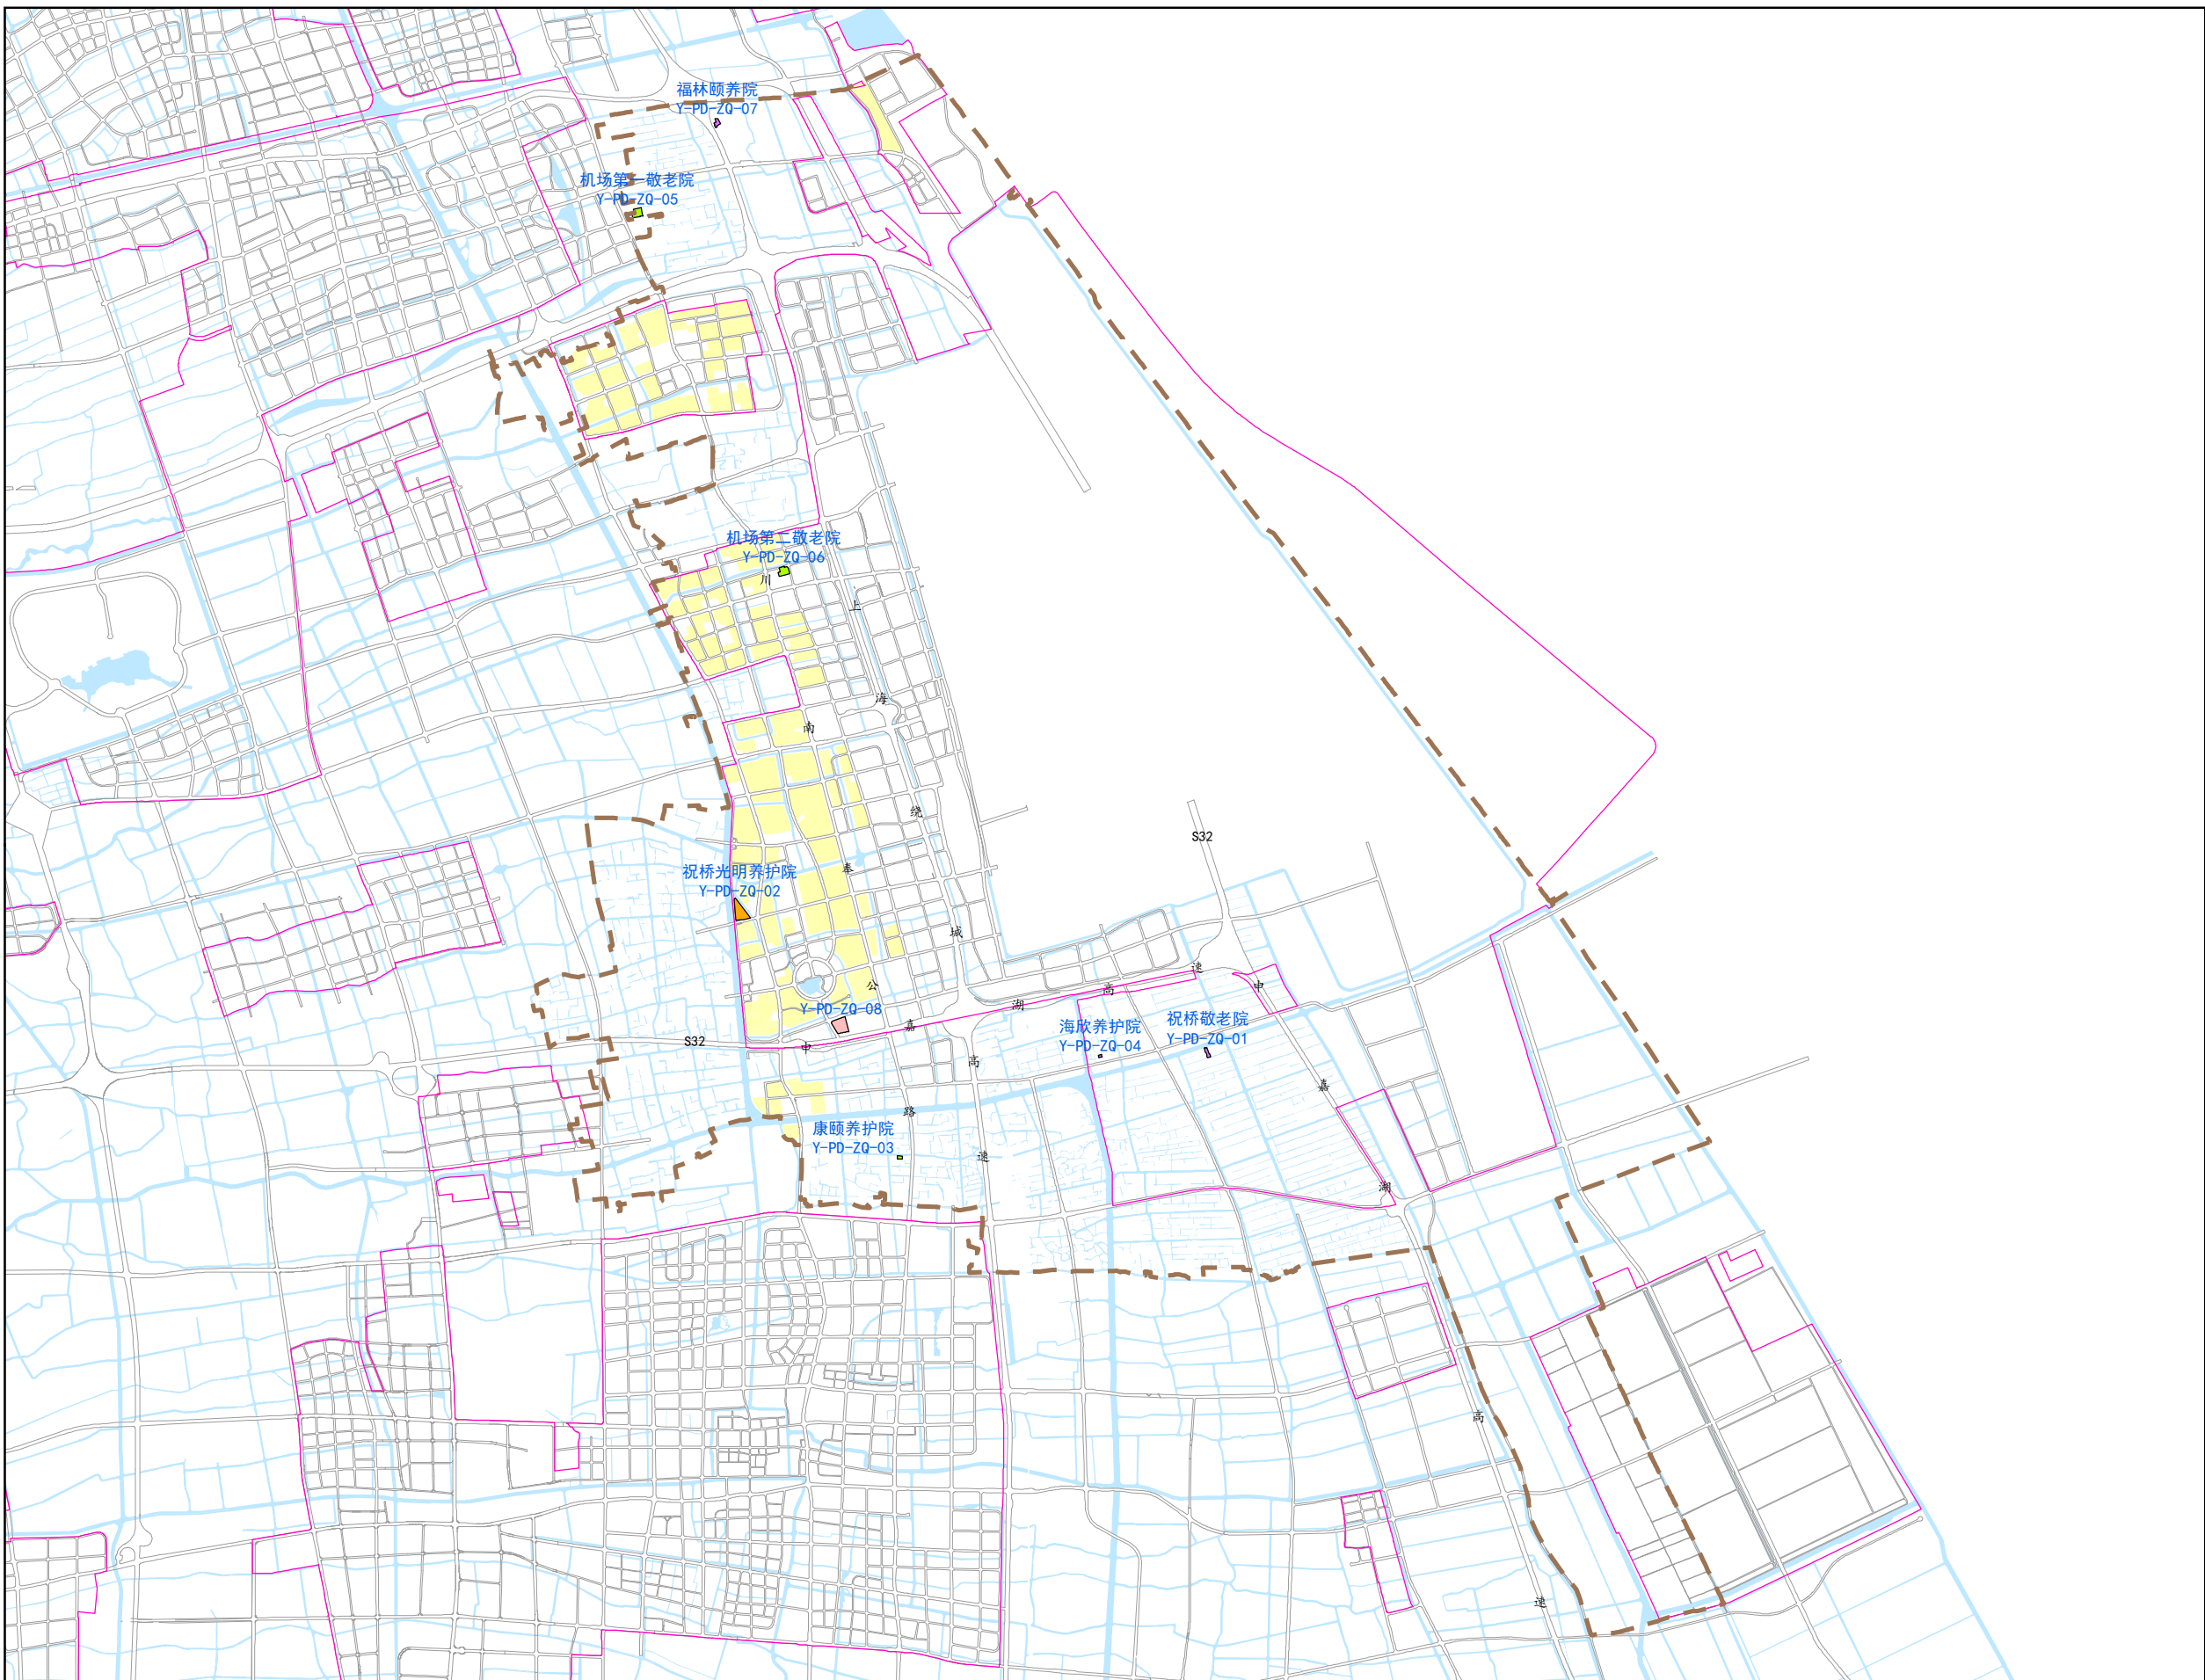 福林颐养院
Y-PD-ZQ-07
机场第一敬老院
Y-PD-ZQ-05
机场第二敬老院
Y-PD-ZQ-06
川
上
海
南
绕
S32
奉
祝桥光明养护院
Y-PD-ZQ-02
城
速
公
中
高
湖
Y-PD-ZQ-08
嘉
海欣养护院
Y-PD-ZQ-04
祝桥敬老院
Y-PD-ZQ-01
S32
申
高
嘉
路
康颐养护院
Y-PD-ZQ-03
速
湖
高
速